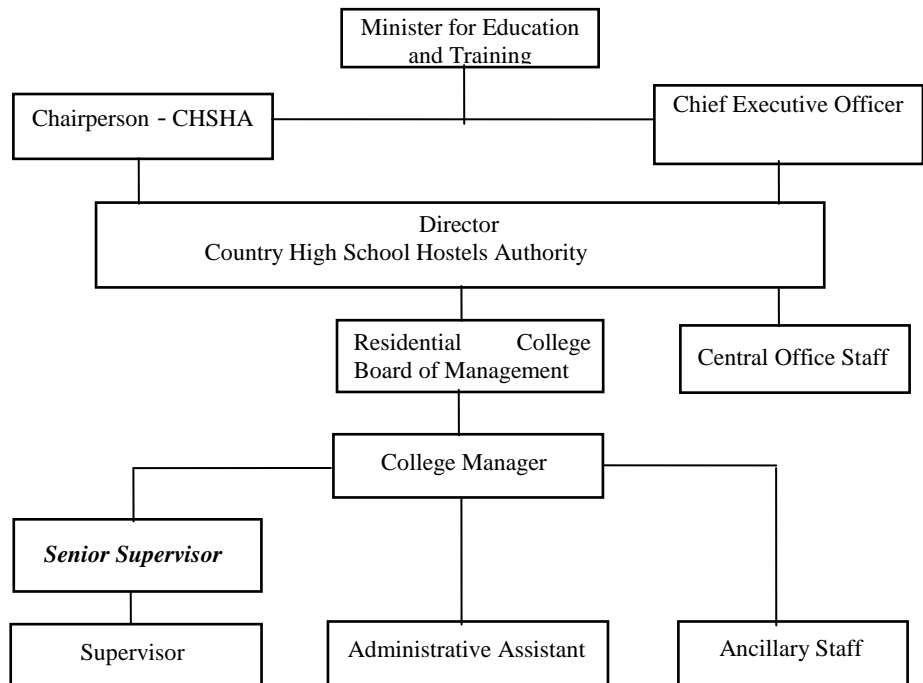 Minister for Education
and Training
Chairperson - CHSHA
Chief Executive Officer
Director
Country High School Hostels Authority
Residential College
Board of Management
Central Office Staff
College Manager
Senior Supervisor
Supervisor
Administrative Assistant
Ancillary Staff